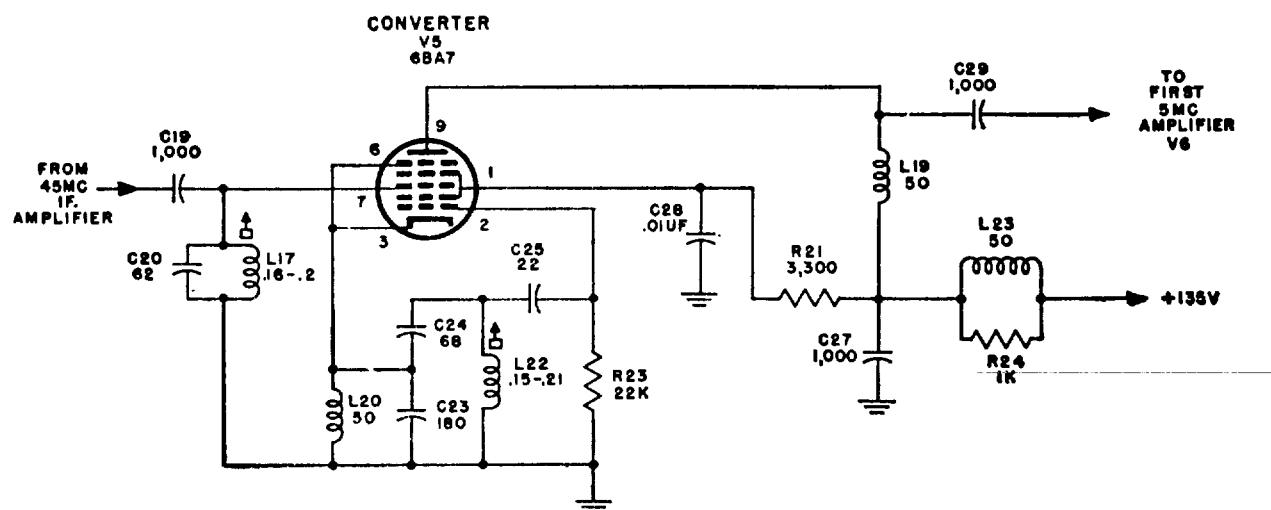 CONVERTER
V5
6BA7
C29
1,000
TO
FIRST
5MC
AMPLIFIER
V6
9
C19
1,000
6
1
FROM
45MC
IF.
AMPLIFIER
7
2
3
L19
50
C28
.01UF
L23
50
C20
62
L17
.16-.2
C25
22
R21
3,300
+135V
C24
68
L22
.15-.21
R23
22K
C27
1,000
R24
1K
L20
50
C23
180